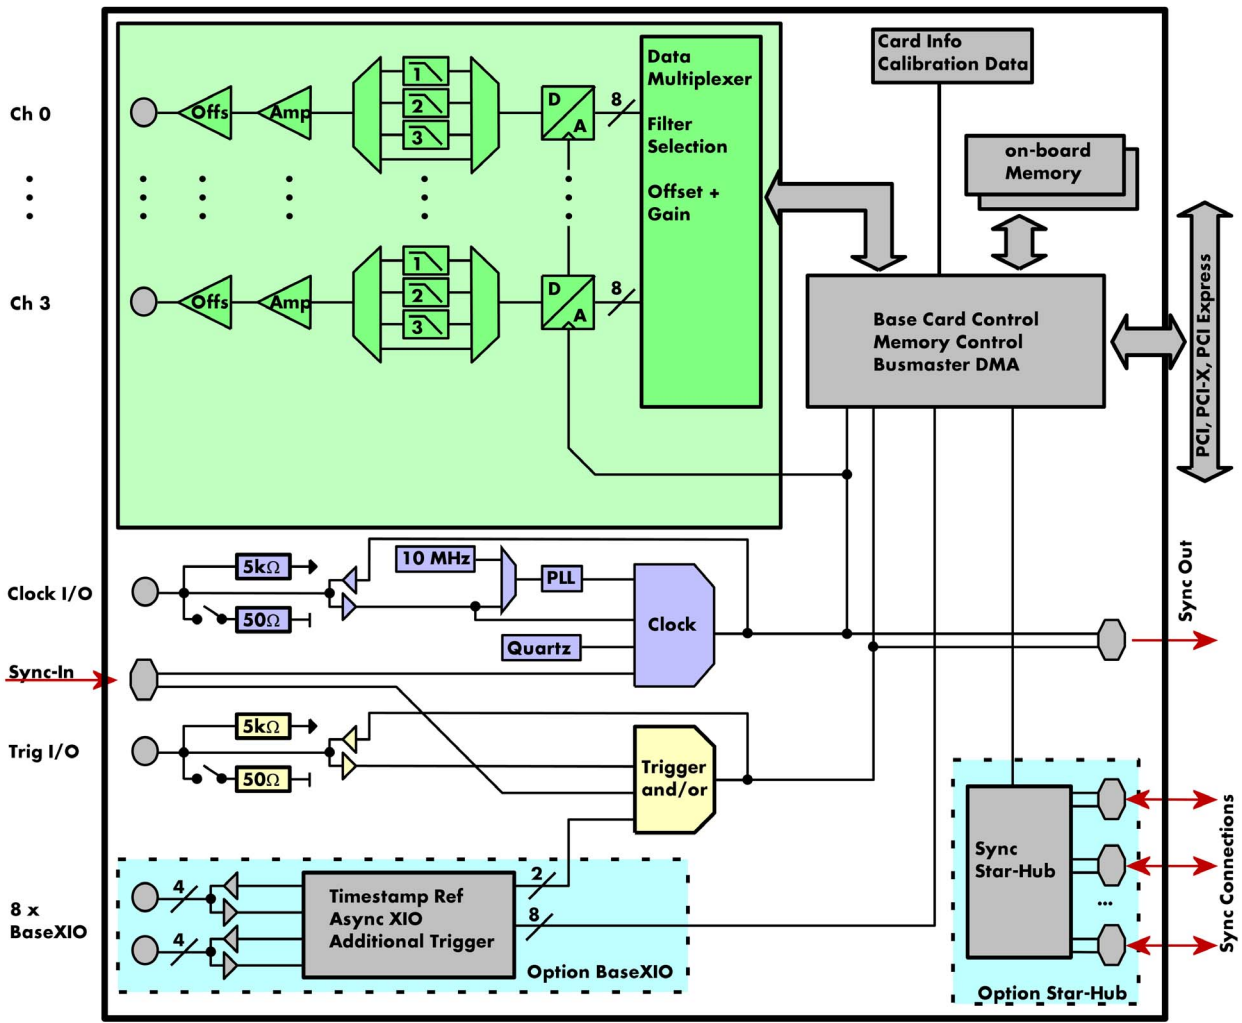 Card Info
Calibration Data
Data
Multiplexer
Filter
Selection
Offset +
Gain
Ch 0
Offs
Amp
1
2
3
D
A
8
on-board
Memory
Ch 3
Offs
Amp
1
2
3
D
A
8
Base Card Control
Memory Control
Busmaster DMA
PCI, PCI-X, PCI Express
Clock I/O
5kΩ
50Ω
10 MHz
PLL
Quartz
Clock
Sync Out
Sync-In
Trig I/O
5kΩ
50Ω
Trigger
and/or
8 x
BaseXIO
4
4
Timestamp Ref
Async XIO
Additional Trigger
2
8
Option BaseXIO
Sync
Star-Hub
...
Option Star-Hub
Sync Connections